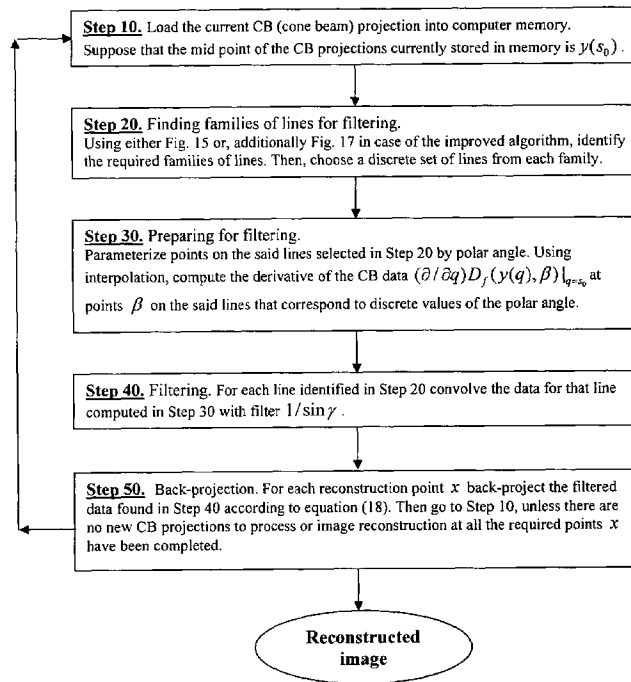 Step 10. Load the current CB (cone beam) projection into computer memory.
Suppose that the mid point of the CB projections currently stored in memory is y(s₀).
Step 20. Finding families of lines for filtering.
Using either Fig. 15 or, additionally Fig. 17 in case of the improved algorithm, identify
the required families of lines. Then, choose a discrete set of lines from each family.
Step 30. Preparing for filtering.
Parameterize points on the said lines selected in Step 20 by polar angle. Using
interpolation, compute the derivative of the CB data (∂/∂q)D_f(y(q),β)|_{q=s₀} at
points β on the said lines that correspond to discrete values of the polar angle.
Step 40. Filtering. For each line identified in Step 20 convolve the data for that line
computed in Step 30 with filter 1/sin γ .
Step 50. Back-projection. For each reconstruction point x back-project the filtered
data found in Step 40 according to equation (18). Then go to Step 10, unless there are
no new CB projections to process or image reconstruction at all the required points x
have been completed.
Reconstructed
image